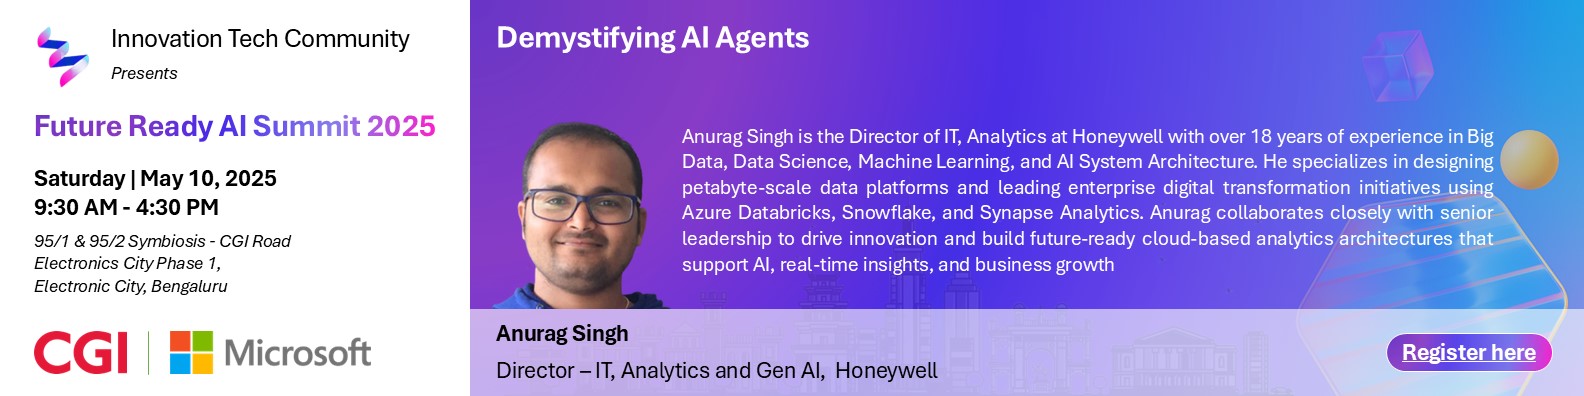 Innovation Tech Community
Presents
Future Ready AI Summit 2025
Saturday | May 10, 2025
9:30 AM - 4:30 PM
95/1 & 95/2 Symbiosis - CGI Road
Electronics City Phase 1,
Electronic City, Bengaluru
CGI
Microsoft
Demystifying AI Agents
Anurag Singh is the Director of IT, Analytics at Honeywell with over 18 years of experience in Big
Data, Data Science, Machine Learning, and AI System Architecture. He specializes in designing
petabyte-scale data platforms and leading enterprise digital transformation initiatives using
Azure Databricks, Snowflake, and Synapse Analytics. Anurag collaborates closely with senior
leadership to drive innovation and build future-ready cloud-based analytics architectures that
support AI, real-time insights, and business growth
Anurag Singh
Director – IT, Analytics and Gen AI,  Honeywell
Register here